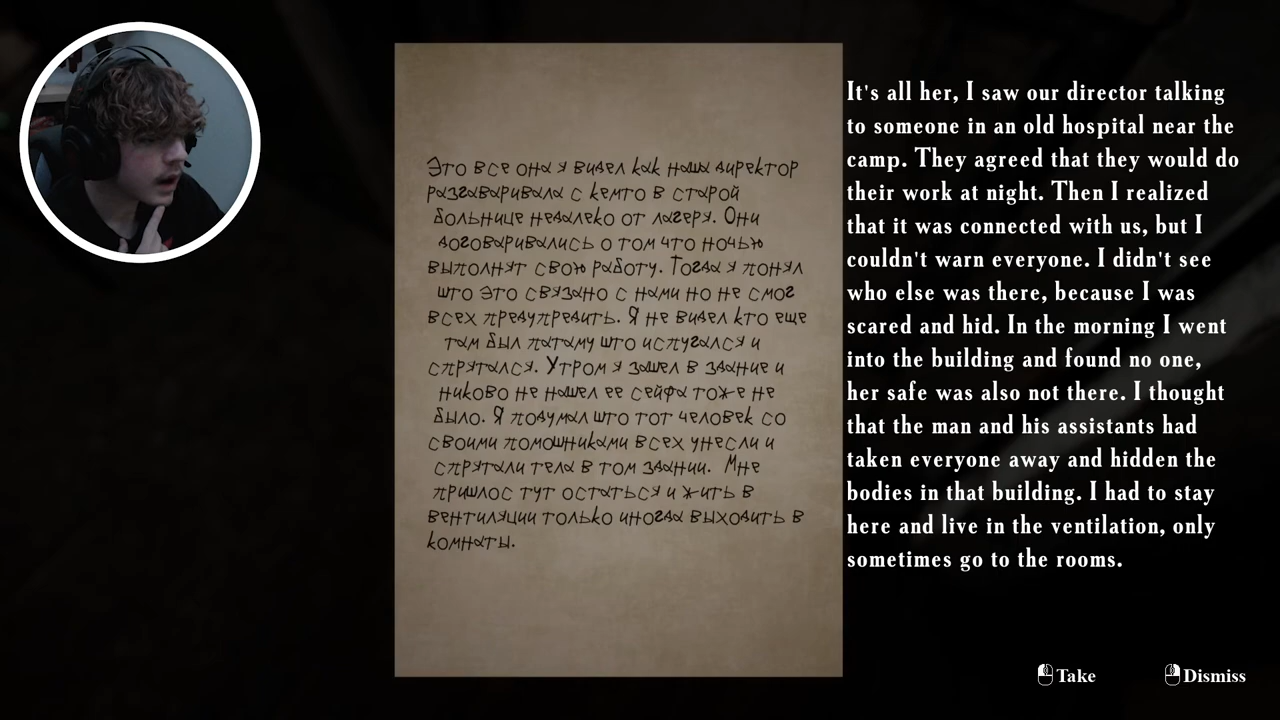 Это все она я видел как наша директор
разгаваривала с кемто в старой
больнице недалеко от лагеря. Они
договаривались о том что ночью
выполнят свою работу. Тогда я понял
што это связано с нами но не смог
всех предупредить. Я не видел кто еще
там был патаму што испугался и
спрятался. Утром я зашел в здание и
никово не нашел ее сейфа тоже не
было. Я подумал што тот человек со
своими помошниками всех унесли и
спрятали тела в том здании. Мне
пришлос тут остаться и жить в
вентиляции только иногда выходить в
комнаты.
It's all her, I saw our director talking
to someone in an old hospital near the
camp. They agreed that they would do
their work at night. Then I realized
that it was connected with us, but I
couldn't warn everyone. I didn't see
who else was there, because I was
scared and hid. In the morning I went
into the building and found no one,
her safe was also not there. I thought
that the man and his assistants had
taken everyone away and hidden the
bodies in that building. I had to stay
here and live in the ventilation, only
sometimes go to the rooms.
Take Dismiss